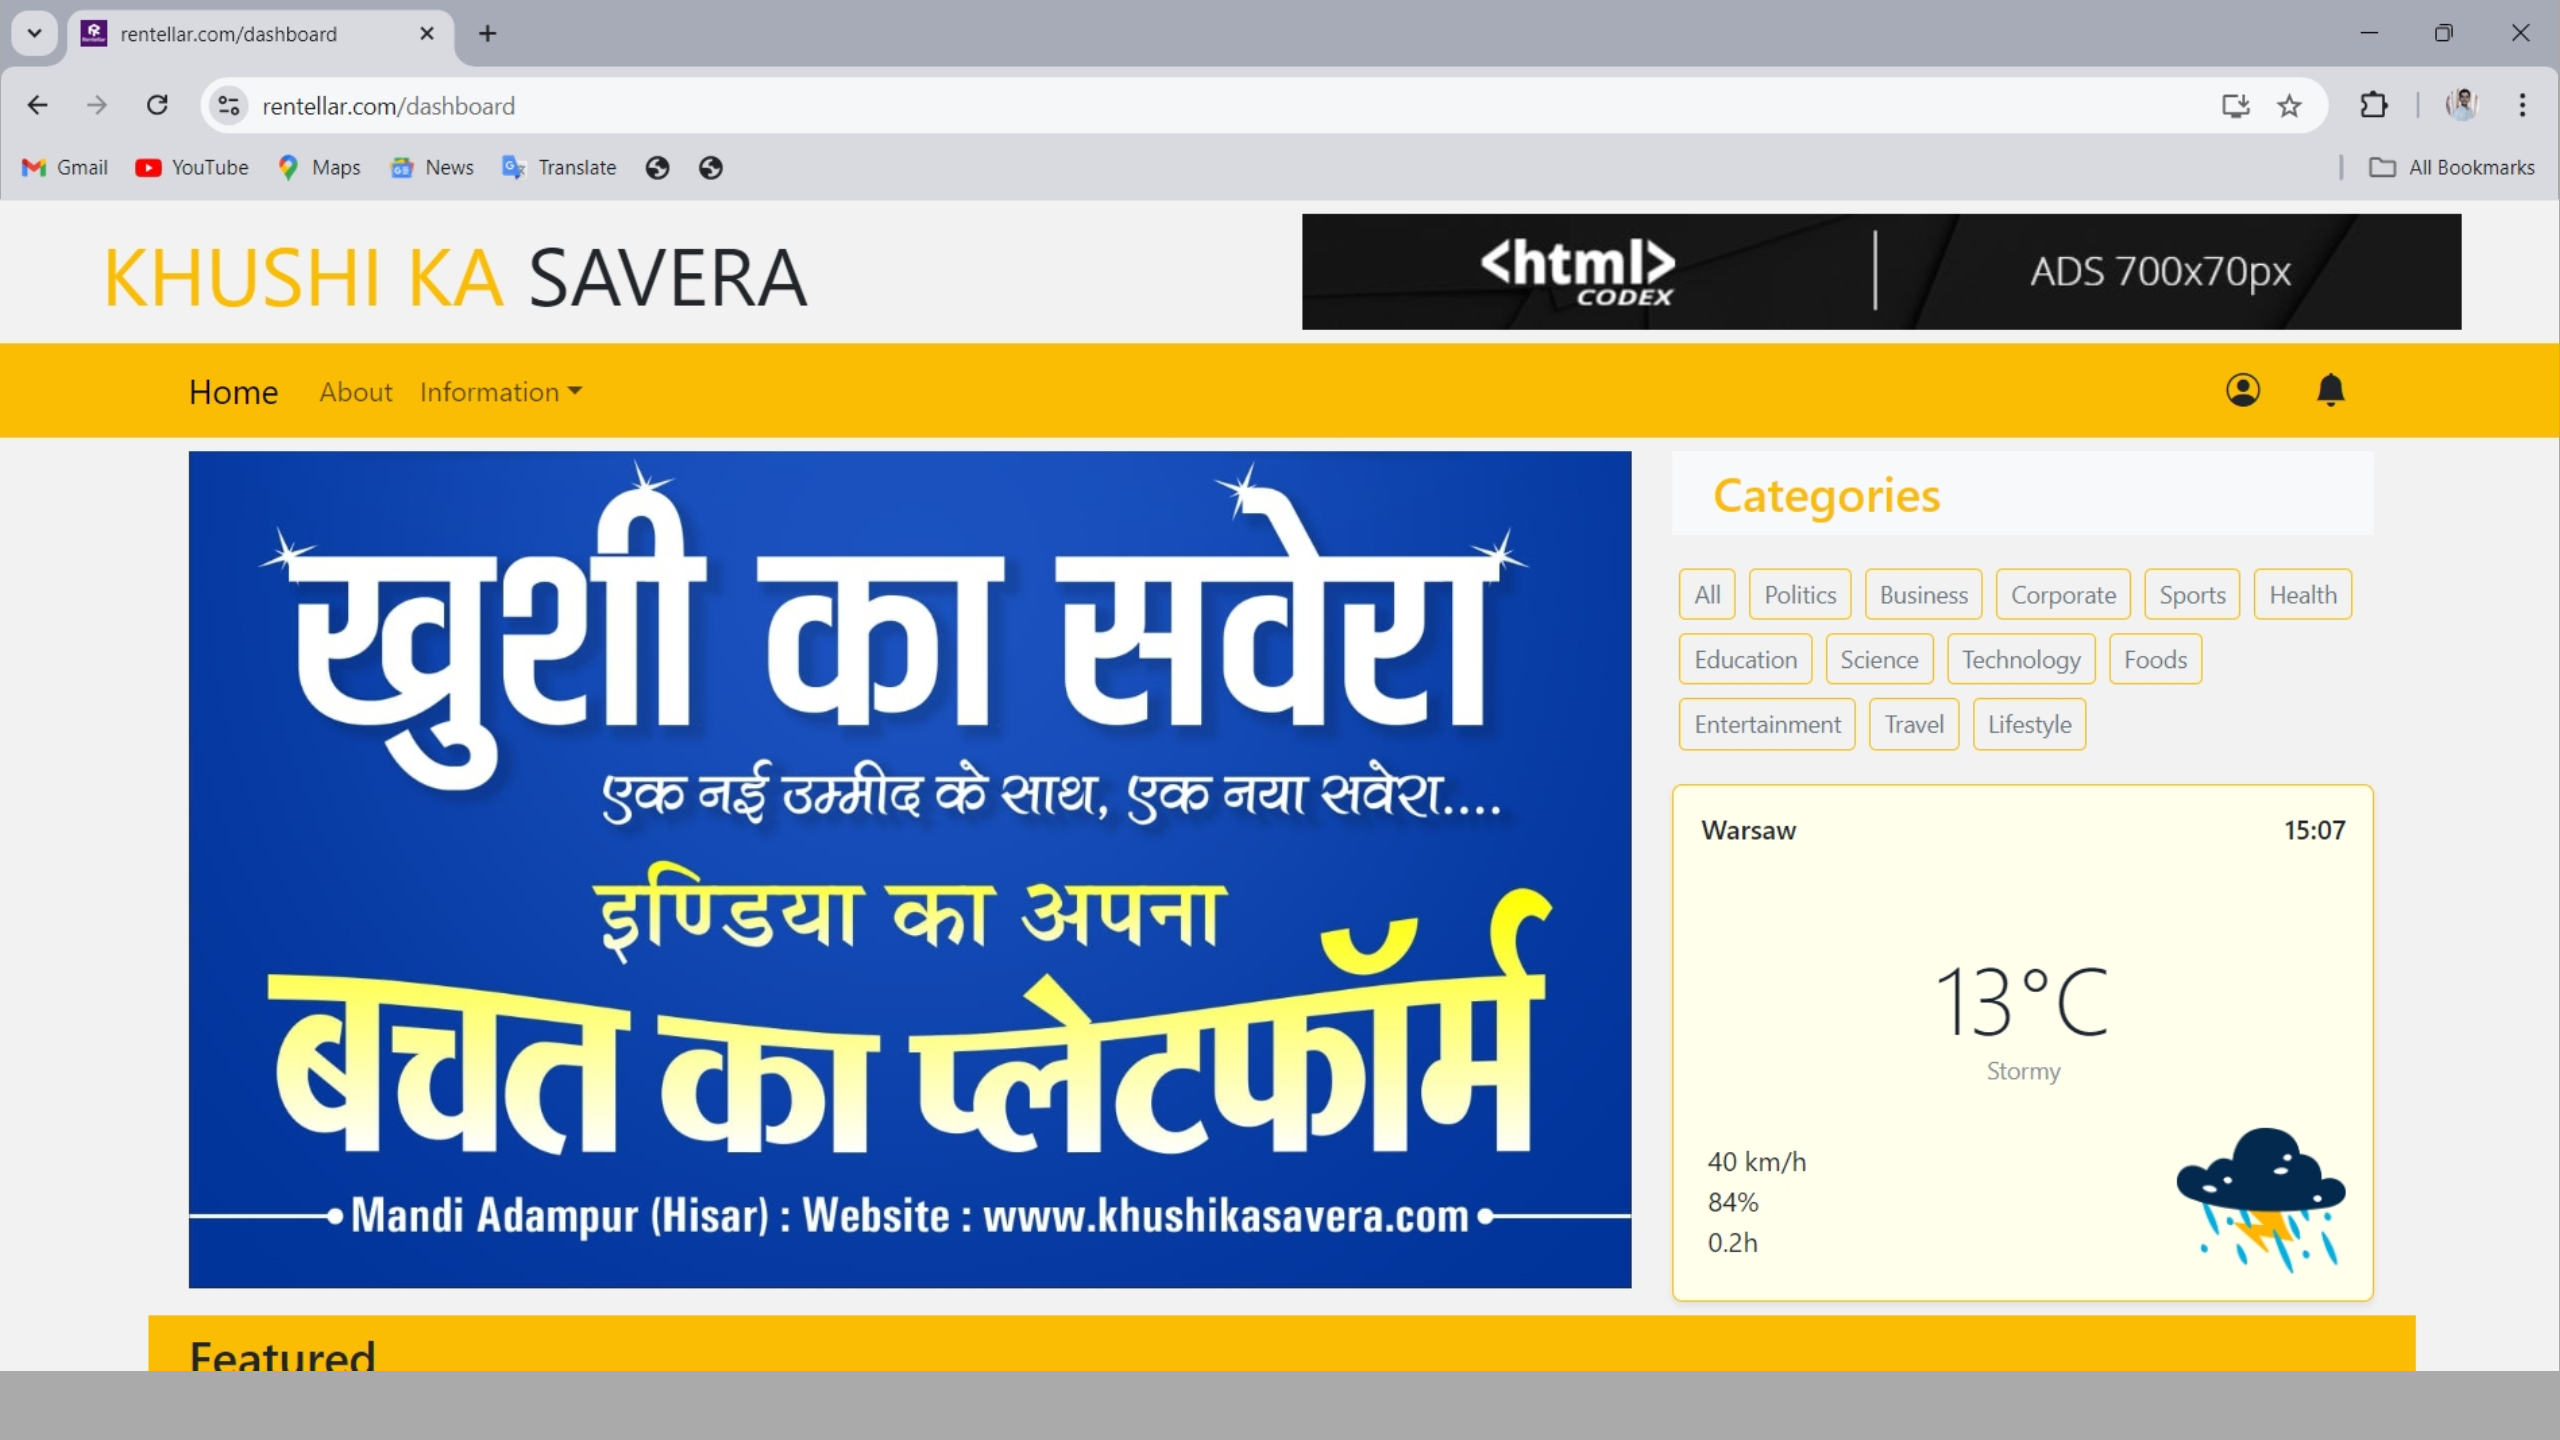 rentellar.com/dashboard
rentellar.com/dashboard
Gmail YouTube Maps News Translate All Bookmarks
KHUSHI KA SAVERA
<html> CODEX ADS 700x70px
Home About Information
खुशी का सवेरा
एक नई उम्मीद के साथ, एक नया सवेरा....
इण्डिया का अपना
बचत का प्लेटफॉर्म
Mandi Adampur (Hisar) : Website : www.khushikasavera.com
Categories
All Politics Business Corporate Sports Health
Education Science Technology Foods
Entertainment Travel Lifestyle
Warsaw 15:07
13°C
Stormy
40 km/h
84%
0.2h
Featured